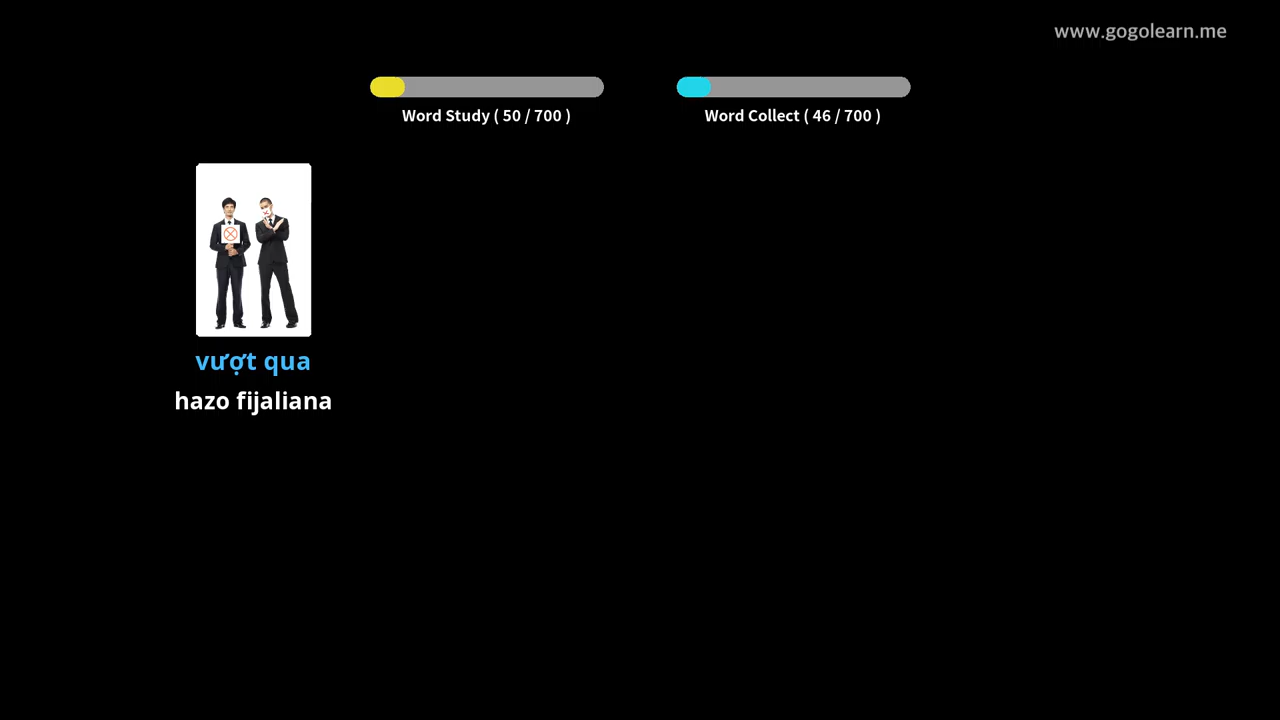 www.gogolearn.me
Word Study ( 50 / 700 )
Word Collect ( 46 / 700 )
vượt qua
hazo fijaliana